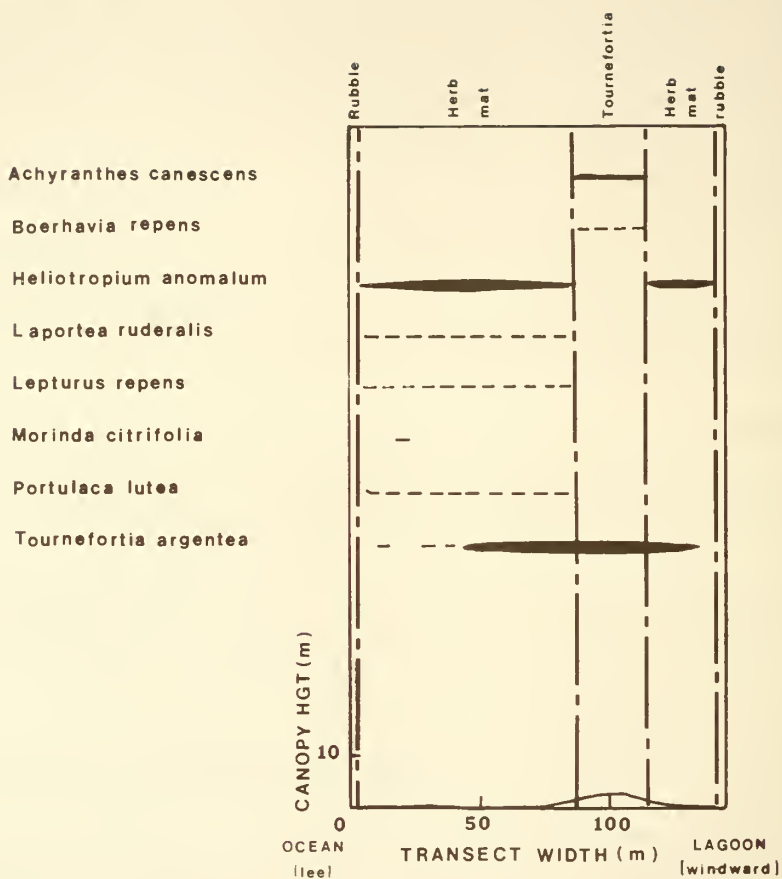 Rubble
Herb
mat
Tournefortia
Herb
mat
rubble
Achyranthes canescens
Boerhavia repens
Heliotropium anomalum
Laportea ruderalis
Lepturus repens
Morinda citrifolia
Portulaca lutea
Tournefortia argentea
CANOPY HGT (m)
10
0 50 100
OCEAN
(lee)
TRANSECT WIDTH (m)
LAGOON
[windward)